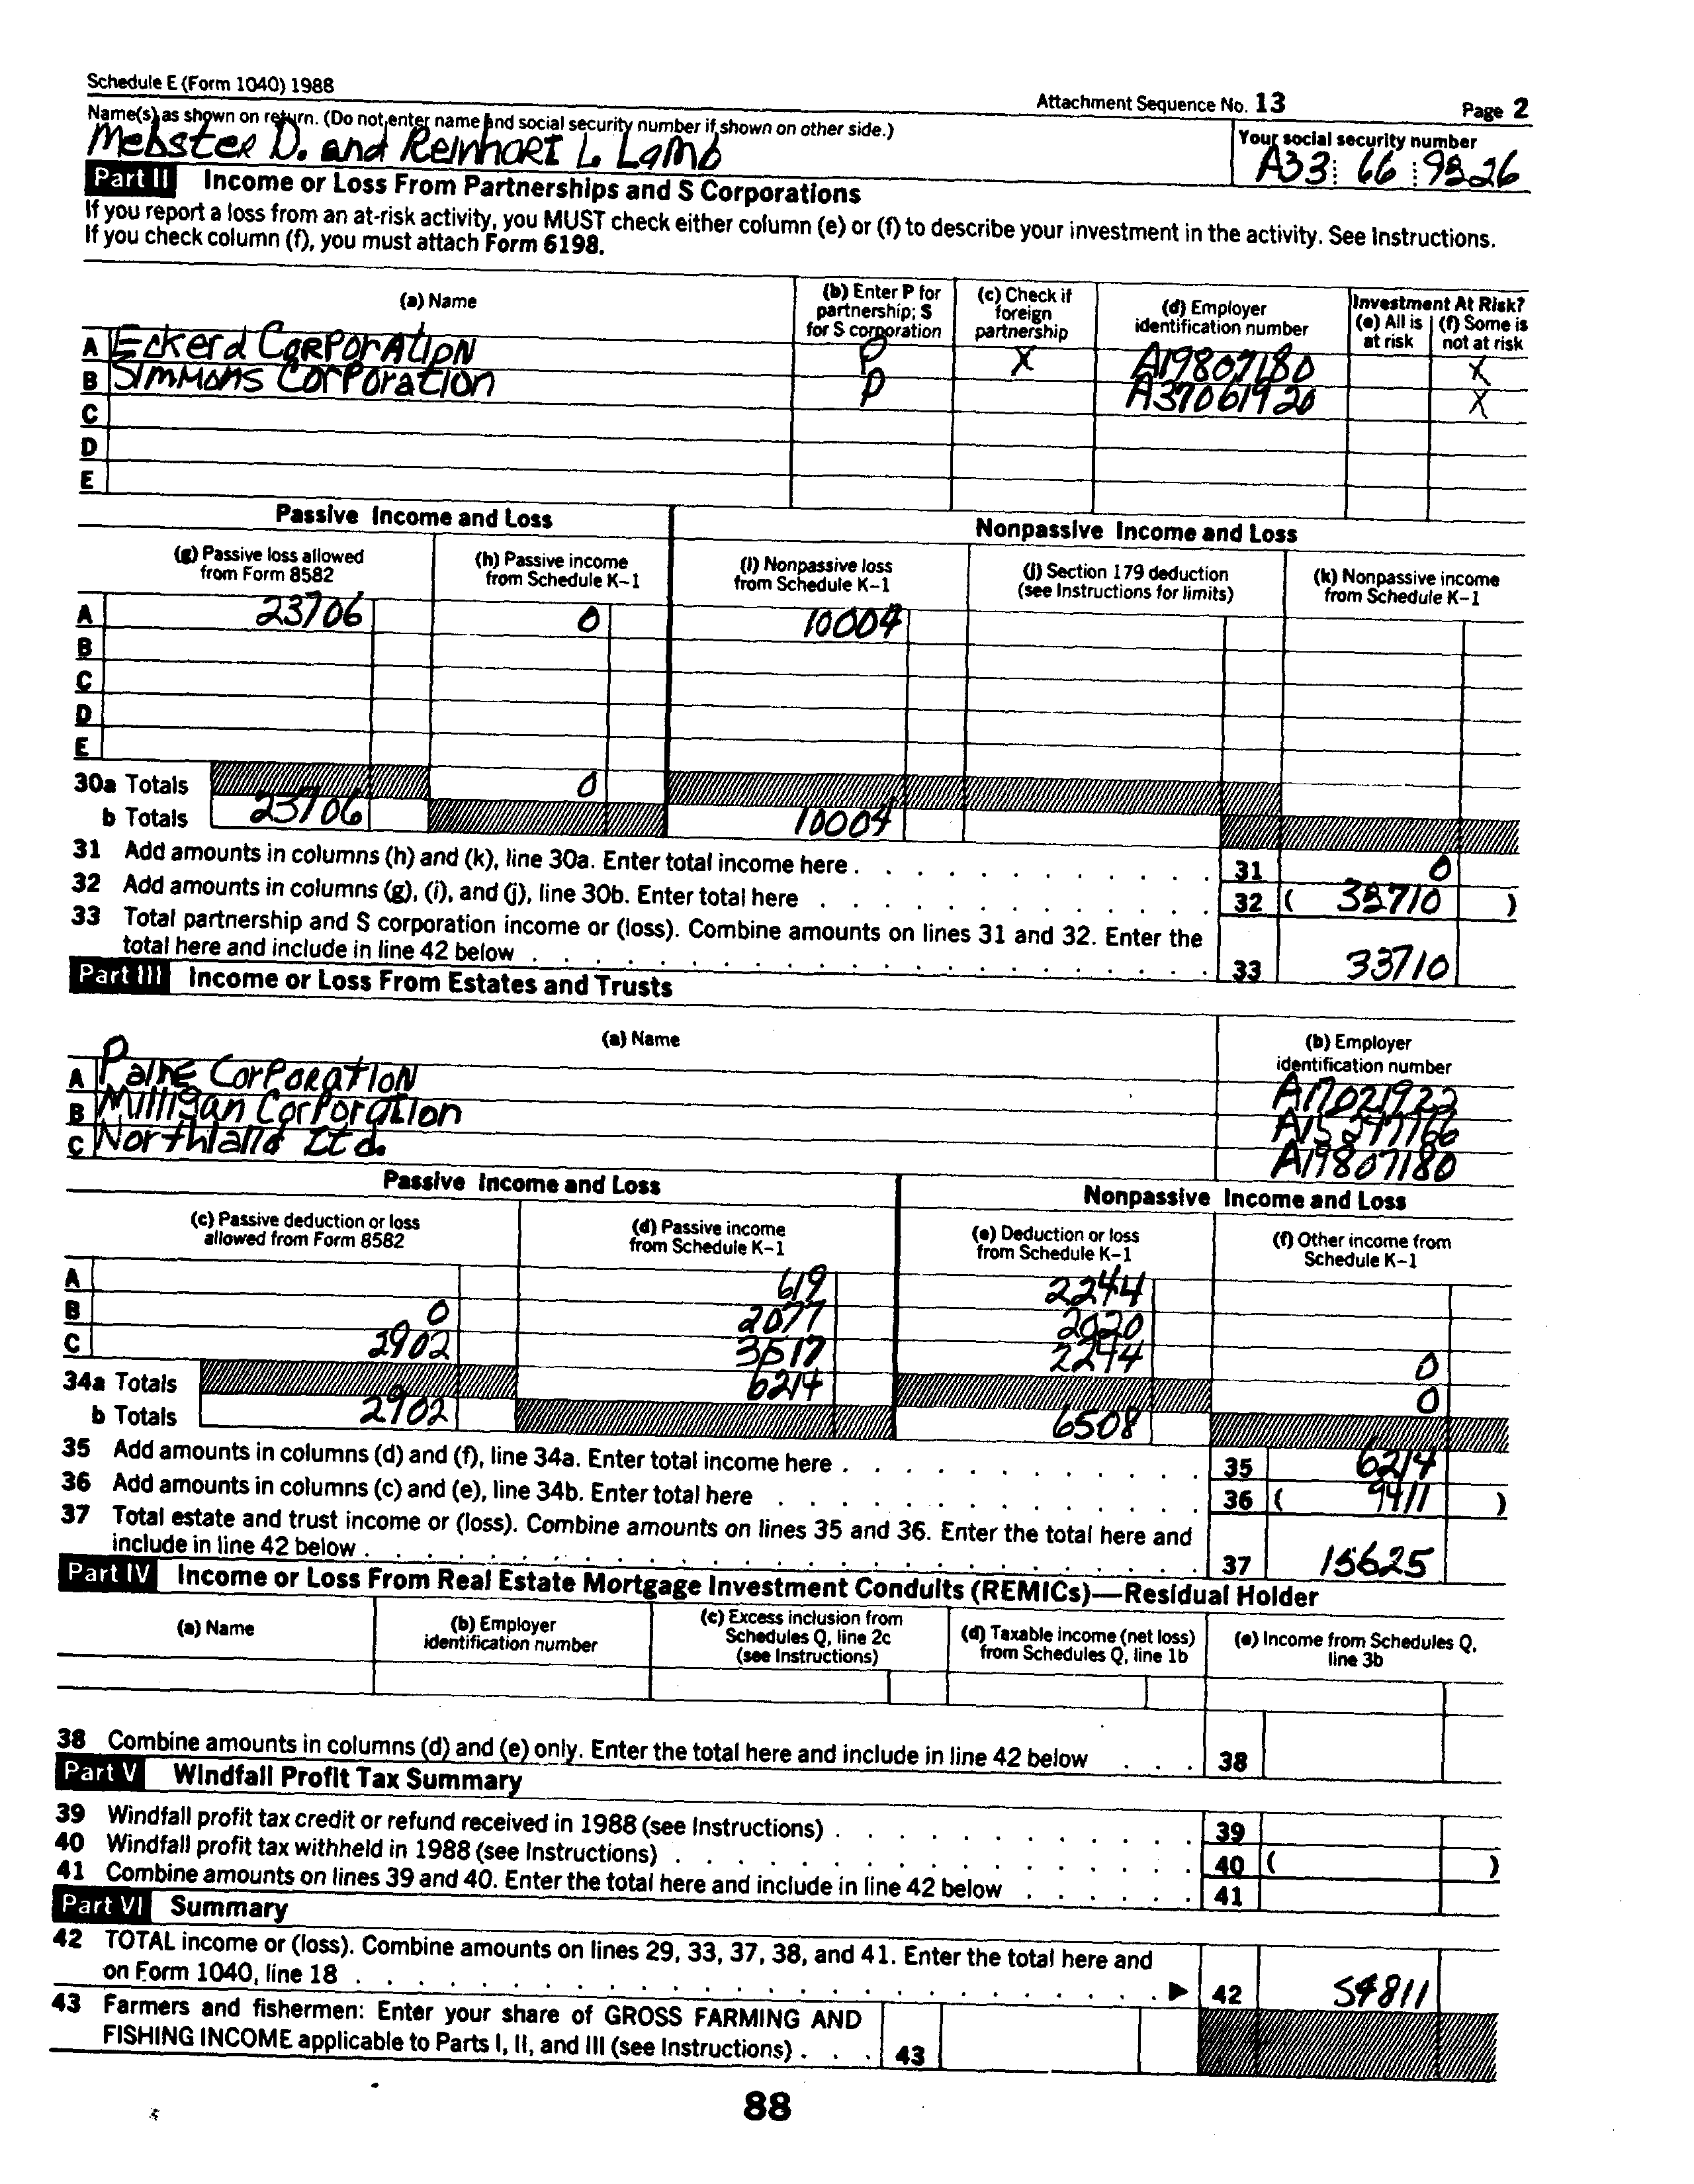 Schedule E (Form 1040) 1988
Attachment Sequence No. 13 Page 2
Name(s) as shown on return. (Do not enter name and social security number if shown on other side.)
Your social security number
Mebster D. and Reinhart L. Lamb
A33 66 9326
Part II Income or Loss From Partnerships and S Corporations
If you report a loss from an at-risk activity, you MUST check either column (e) or (f) to describe your investment in the activity. See Instructions.
If you check column (f), you must attach Form 6198.
(a) Name
(b) Enter P for partnership; S for S corporation
(c) Check if foreign partnership
(d) Employer identification number
Investment At Risk?
(e) All is at risk
(f) Some is not at risk
A Eckerd Corporation P X A19807180 X
B Simmons Corporation P A37061920 X
C
D
E
Passive Income and Loss
Nonpassive Income and Loss
(g) Passive loss allowed from Form 8582
(h) Passive income from Schedule K-1
(i) Nonpassive loss from Schedule K-1
(j) Section 179 deduction (see Instructions for limits)
(k) Nonpassive income from Schedule K-1
A 23706 0 10004
B
C
D
E
30a Totals 0
b Totals 23706 10004
31 Add amounts in columns (h) and (k), line 30a. Enter total income here . 31 0
32 Add amounts in columns (g), (i), and (j), line 30b. Enter total here . 32 ( 33710 )
33 Total partnership and S corporation income or (loss). Combine amounts on lines 31 and 32. Enter the
total here and include in line 42 below . 33 33710
Part III Income or Loss From Estates and Trusts
(a) Name
(b) Employer identification number
A Paine Corporation A17021922
B Milligan Corporation A15247166
C Northland Ltd. A19807180
Passive Income and Loss
Nonpassive Income and Loss
(c) Passive deduction or loss allowed from Form 8582
(d) Passive income from Schedule K-1
(e) Deduction or loss from Schedule K-1
(f) Other income from Schedule K-1
A 619 2244
B 0 2077 2020
C 2902 3517 2244 0
34a Totals 6214 0
b Totals 2902 6508
35 Add amounts in columns (d) and (f), line 34a. Enter total income here . 35 6214
36 Add amounts in columns (c) and (e), line 34b. Enter total here . 36 ( 9411 )
37 Total estate and trust income or (loss). Combine amounts on lines 35 and 36. Enter the total here and
include in line 42 below . 37 15625
Part IV Income or Loss From Real Estate Mortgage Investment Conduits (REMICs)—Residual Holder
(a) Name
(b) Employer identification number
(c) Excess inclusion from Schedules Q, line 2c (see Instructions)
(d) Taxable income (net loss) from Schedules Q, line 1b
(e) Income from Schedules Q, line 3b
38 Combine amounts in columns (d) and (e) only. Enter the total here and include in line 42 below . 38
Part V Windfall Profit Tax Summary
39 Windfall profit tax credit or refund received in 1988 (see Instructions) . 39
40 Windfall profit tax withheld in 1988 (see Instructions) . 40 ( )
41 Combine amounts on lines 39 and 40. Enter the total here and include in line 42 below . 41
Part VI Summary
42 TOTAL income or (loss). Combine amounts on lines 29, 33, 37, 38, and 41. Enter the total here and
on Form 1040, line 18 . ▶ 42 54811
43 Farmers and fishermen: Enter your share of GROSS FARMING AND
FISHING INCOME applicable to Parts I, II, and III (see Instructions) . 43
88